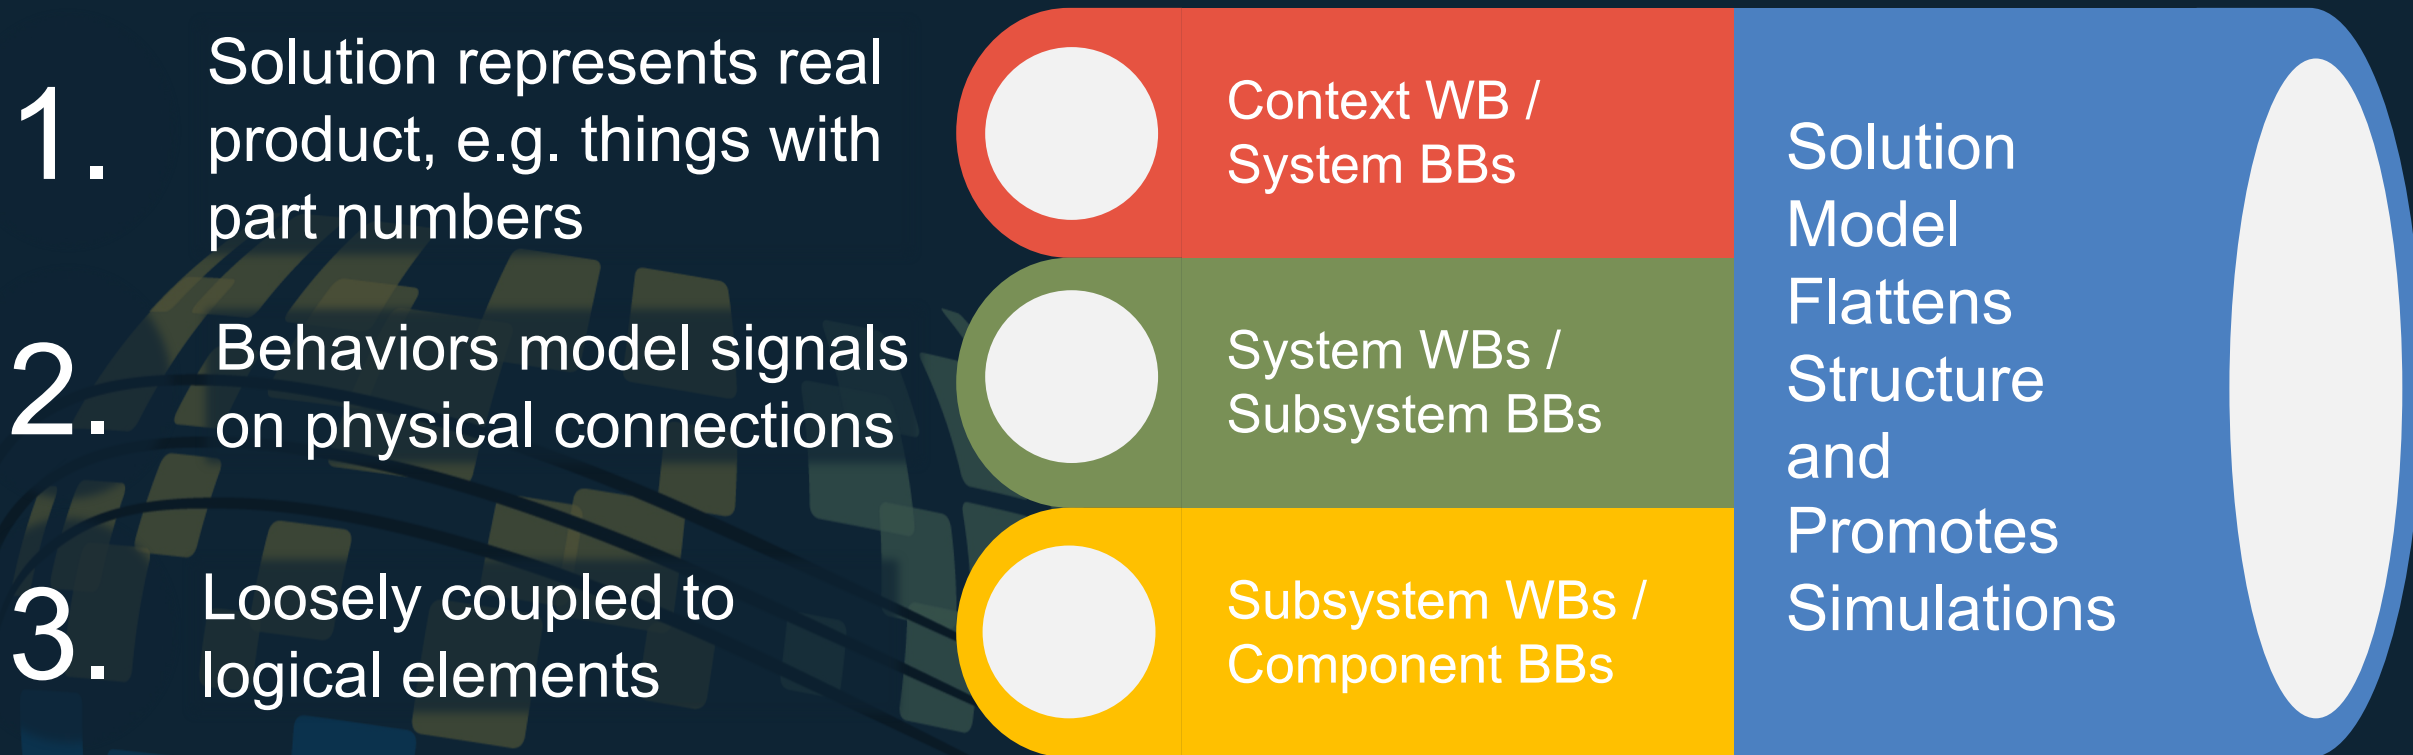 1.
Solution represents real
product, e.g. things with
part numbers
2.
Behaviors model signals
on physical connections
3.
Loosely coupled to
logical elements
Context WB /
System BBs
System WBs /
Subsystem BBs
Subsystem WBs /
Component BBs
Solution
Model
Flattens
Structure
and
Promotes
Simulations